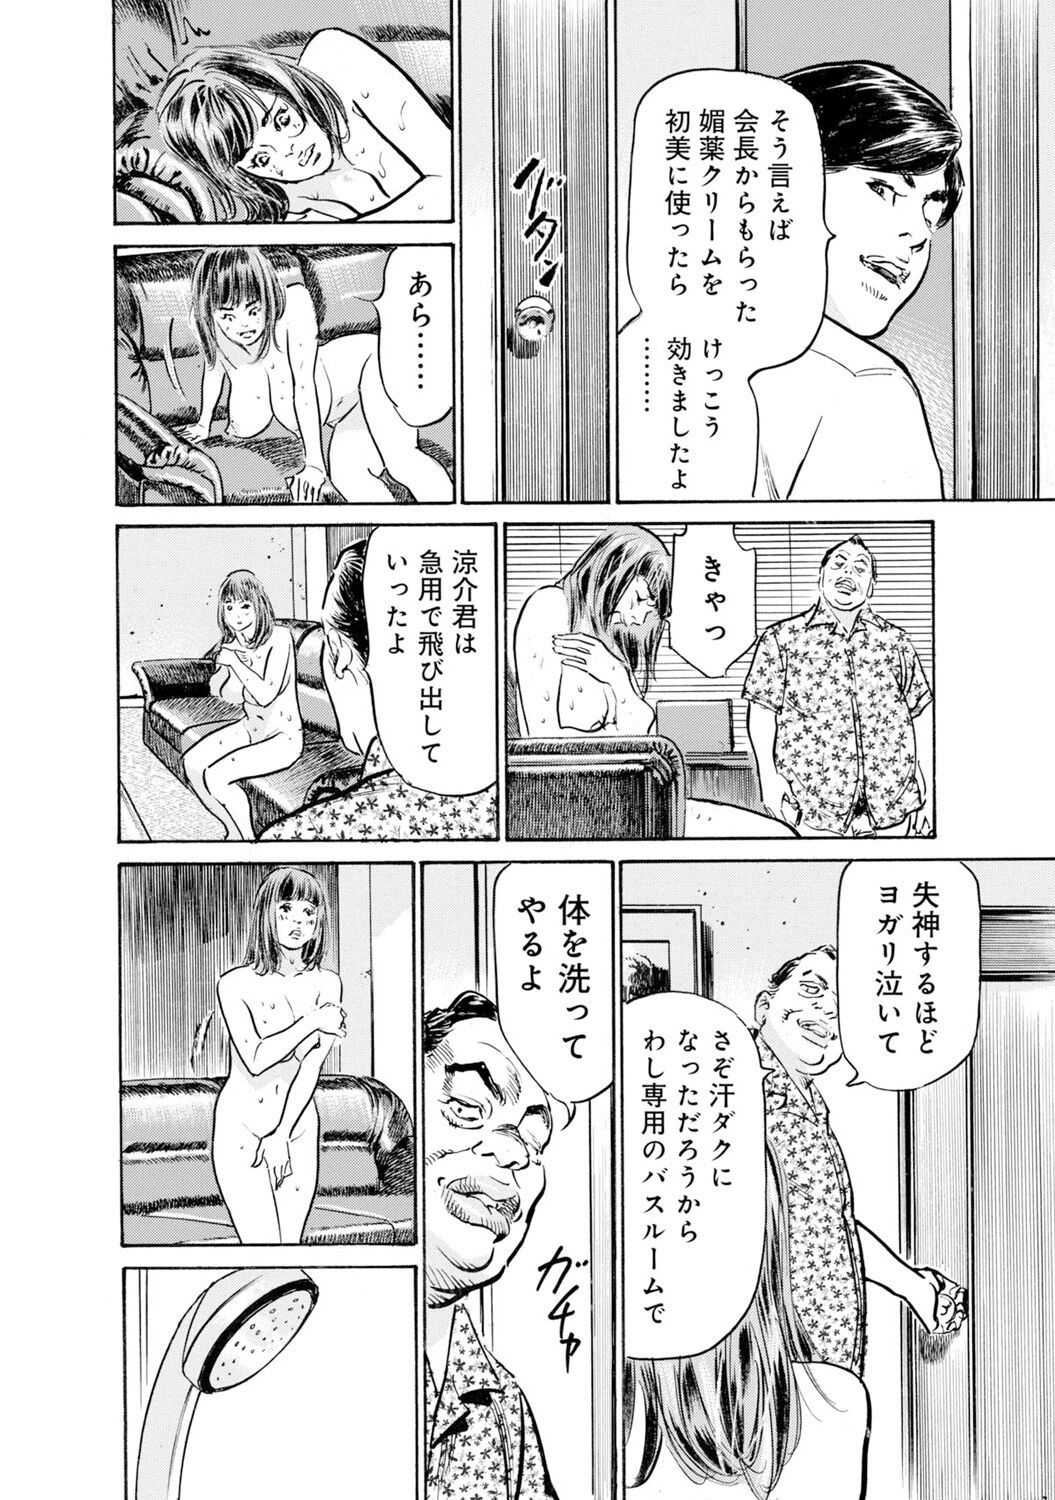 そう言えば
会長からもらった
媚薬クリームを
初美に使ったら
けっこう
効きましたよ
………
バタン
あら……
きゃっ
涼介君は
急用で飛び出して
いったよ
失神するほど
ヨガリ泣いて
さぞ汗ダクに
なっただろうから
わし専用のバスルームで
体を洗って
やるよ
ガチャ